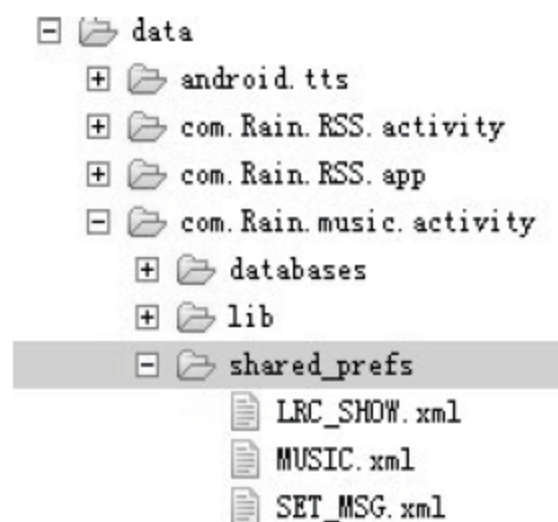 data
android.tts
com.Rain.RSS.activity
com.Rain.RSS.app
com.Rain.music.activity
databases
lib
shared_prefs
LRC_SHOW.xml
MUSIC.xml
SET_MSG.xml